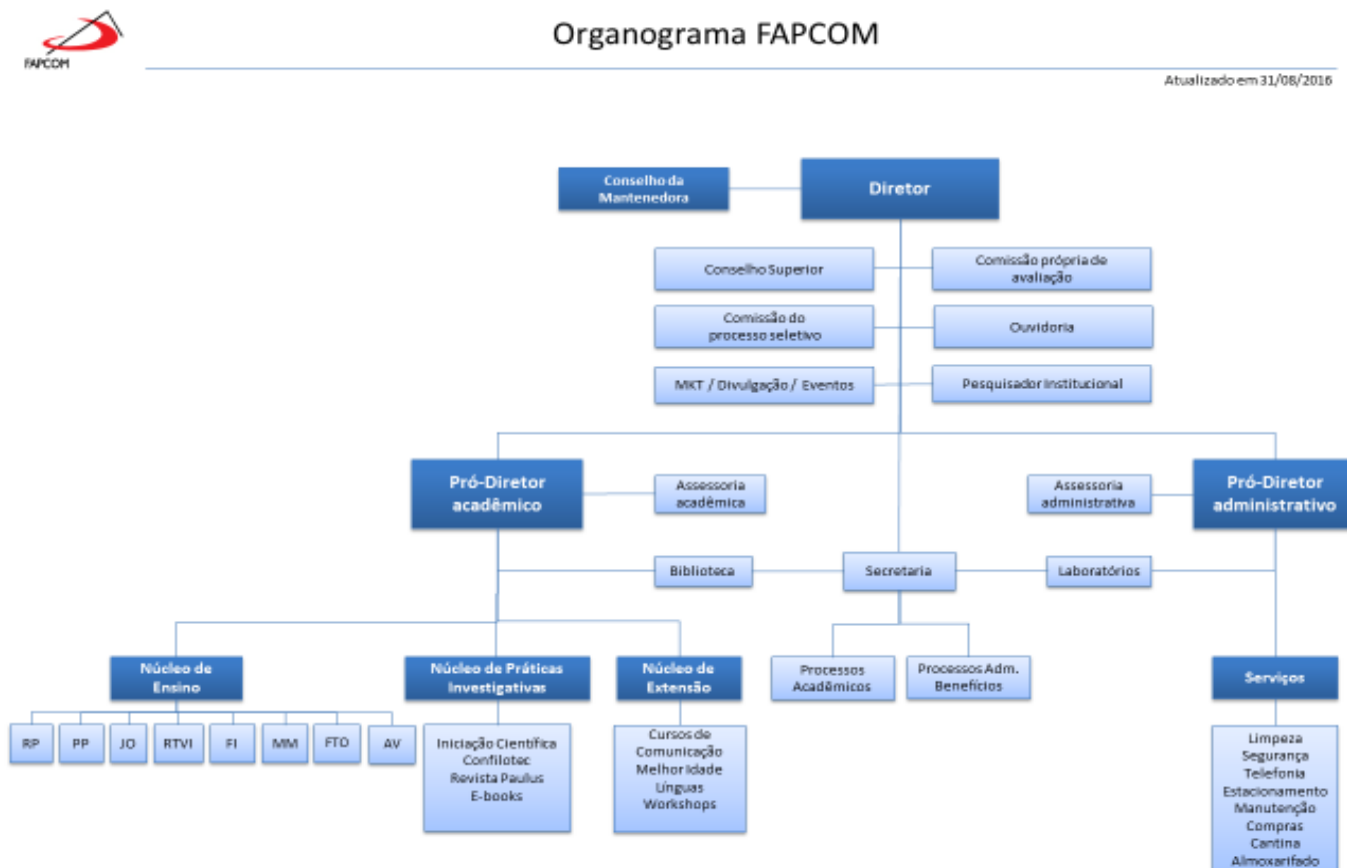 FAPCOM
Organograma FAPCOM
Atualizado em 31/08/2016
Conselho da
Mantenedora
Diretor
Conselho Superior
Comissão própria de
avaliação
Comissão do
processo seletivo
Ouvidoria
MKT / Divulgação / Eventos
Pesquisador Institucional
Pró-Diretor
acadêmico
Assessoria
acadêmica
Assessoria
administrativa
Pró-Diretor
administrativo
Biblioteca
Secretaria
Laboratórios
Núcleo de
Ensino
Núcleo de Práticas
Investigativas
Núcleo de
Extensão
Processos
Acadêmicos
Processos Adm.
Benefícios
Serviços
RP
PP
JO
RTVI
FI
MM
FTO
AV
Iniciação Científica
Confilotec
Revista Paulus
E-books
Cursos de
Comunicação
Melhor Idade
Línguas
Workshops
Limpeza
Segurança
Telefonia
Estacionamento
Manutenção
Compras
Cantina
Almoxarifado